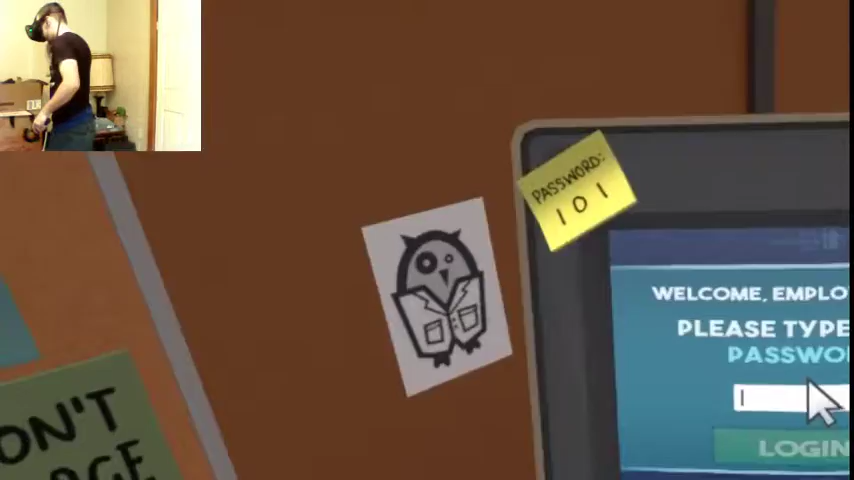 PASSWORD:
101
WELCOME, EMPLO
PLEASE TYPE
PASSWO
LOGIN
ON'T